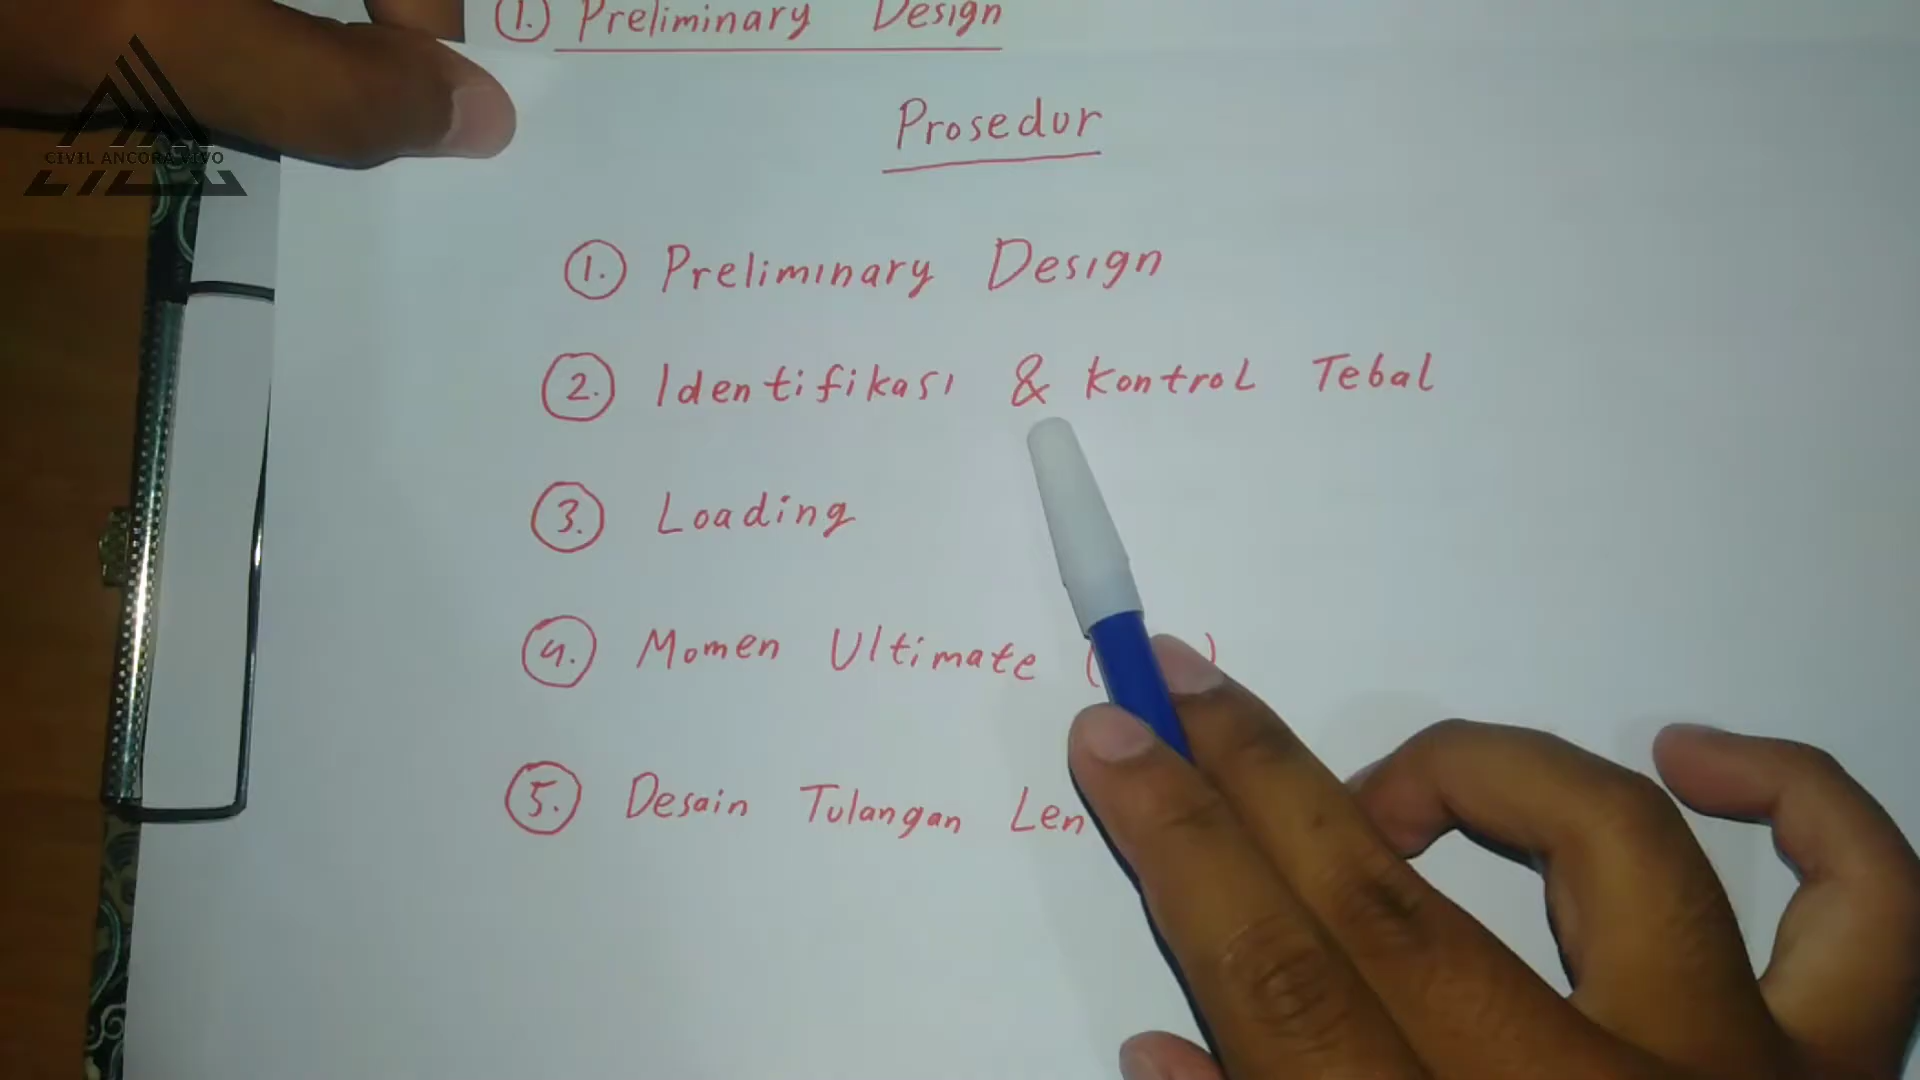 1. Preliminary Design
CIVIL ANCORA VIVO
Prosedur
1. Preliminary Design
2. Identifikasi & Kontrol Tebal
3. Loading
4. Momen Ultimate ( )
5. Desain Tulangan